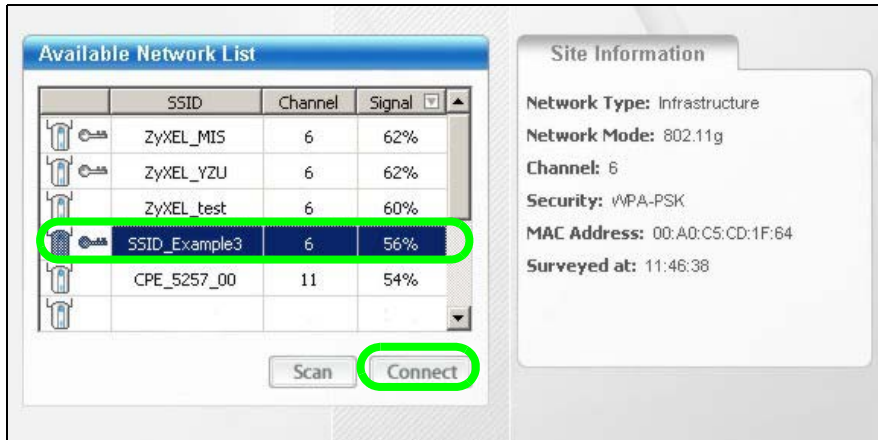 Available Network List
SSID Channel Signal
ZyXEL_MIS 6 62%
ZyXEL_YZU 6 62%
ZyXEL_test 6 60%
SSID_Example3 6 56%
CPE_5257_00 11 54%
Scan Connect
Site Information
Network Type: Infrastructure
Network Mode: 802.11g
Channel: 6
Security: WPA-PSK
MAC Address: 00:A0:C5:CD:1F:64
Surveyed at: 11:46:38